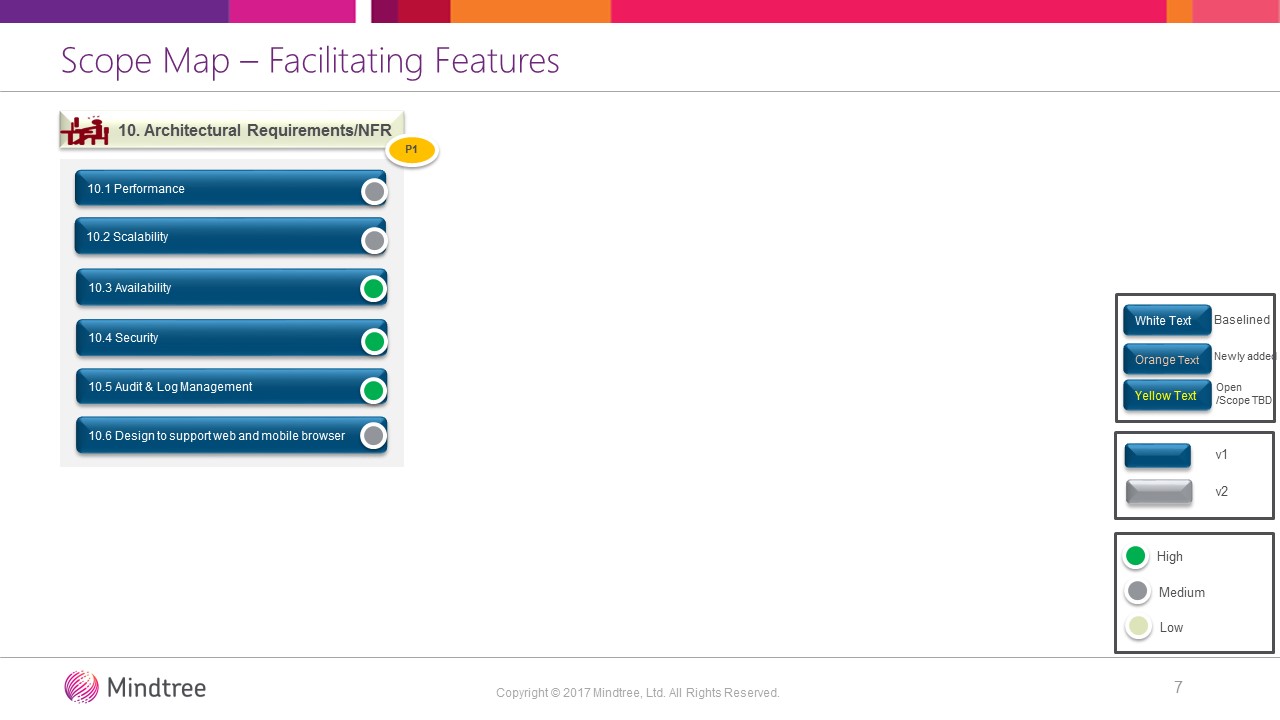 Scope Map – Facilitating Features
10. Architectural Requirements/NFR
P1
10.1 Performance
10.2 Scalability
10.3 Availability
10.4 Security
10.5 Audit & Log Management
10.6 Design to support web and mobile browser
White Text Baselined
Orange Text Newly added
Yellow Text Open
/Scope TBD
v1
v2
High
Medium
Low
Mindtree
Copyright © 2017 Mindtree, Ltd. All Rights Reserved.
7